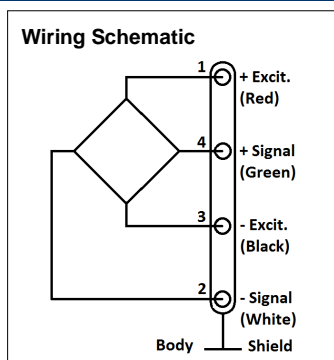 Wiring Schematic
1
+ Excit.
(Red)
4
+ Signal
(Green)
3
- Excit.
(Black)
2
- Signal
(White)
Body
Shield